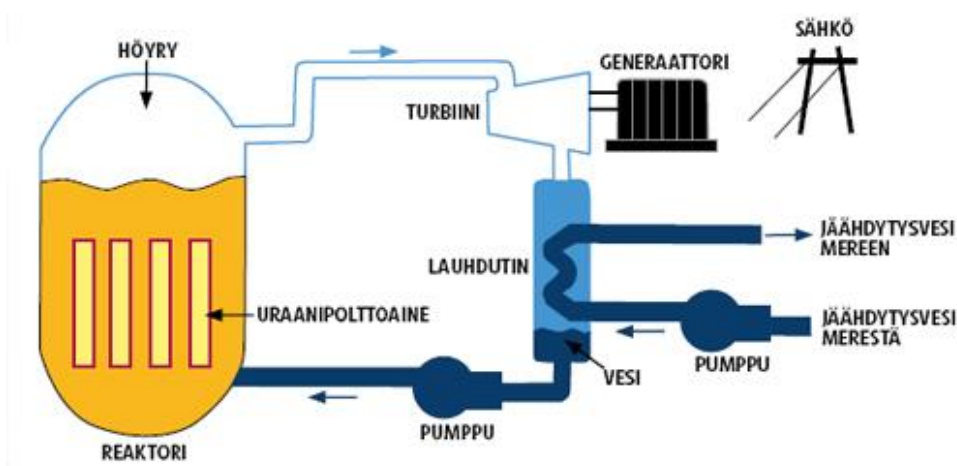 HÖYRY
SÄHKÖ
GENERAATTORI
TURBIINI
LAUHDUTIN
JÄÄHDYTYSVESI
MEREEN
URAANIPOLTTOAINE
JÄÄHDYTYSVESI
MERESTÄ
PUMPPU
VESI
PUMPPU
REAKTORI